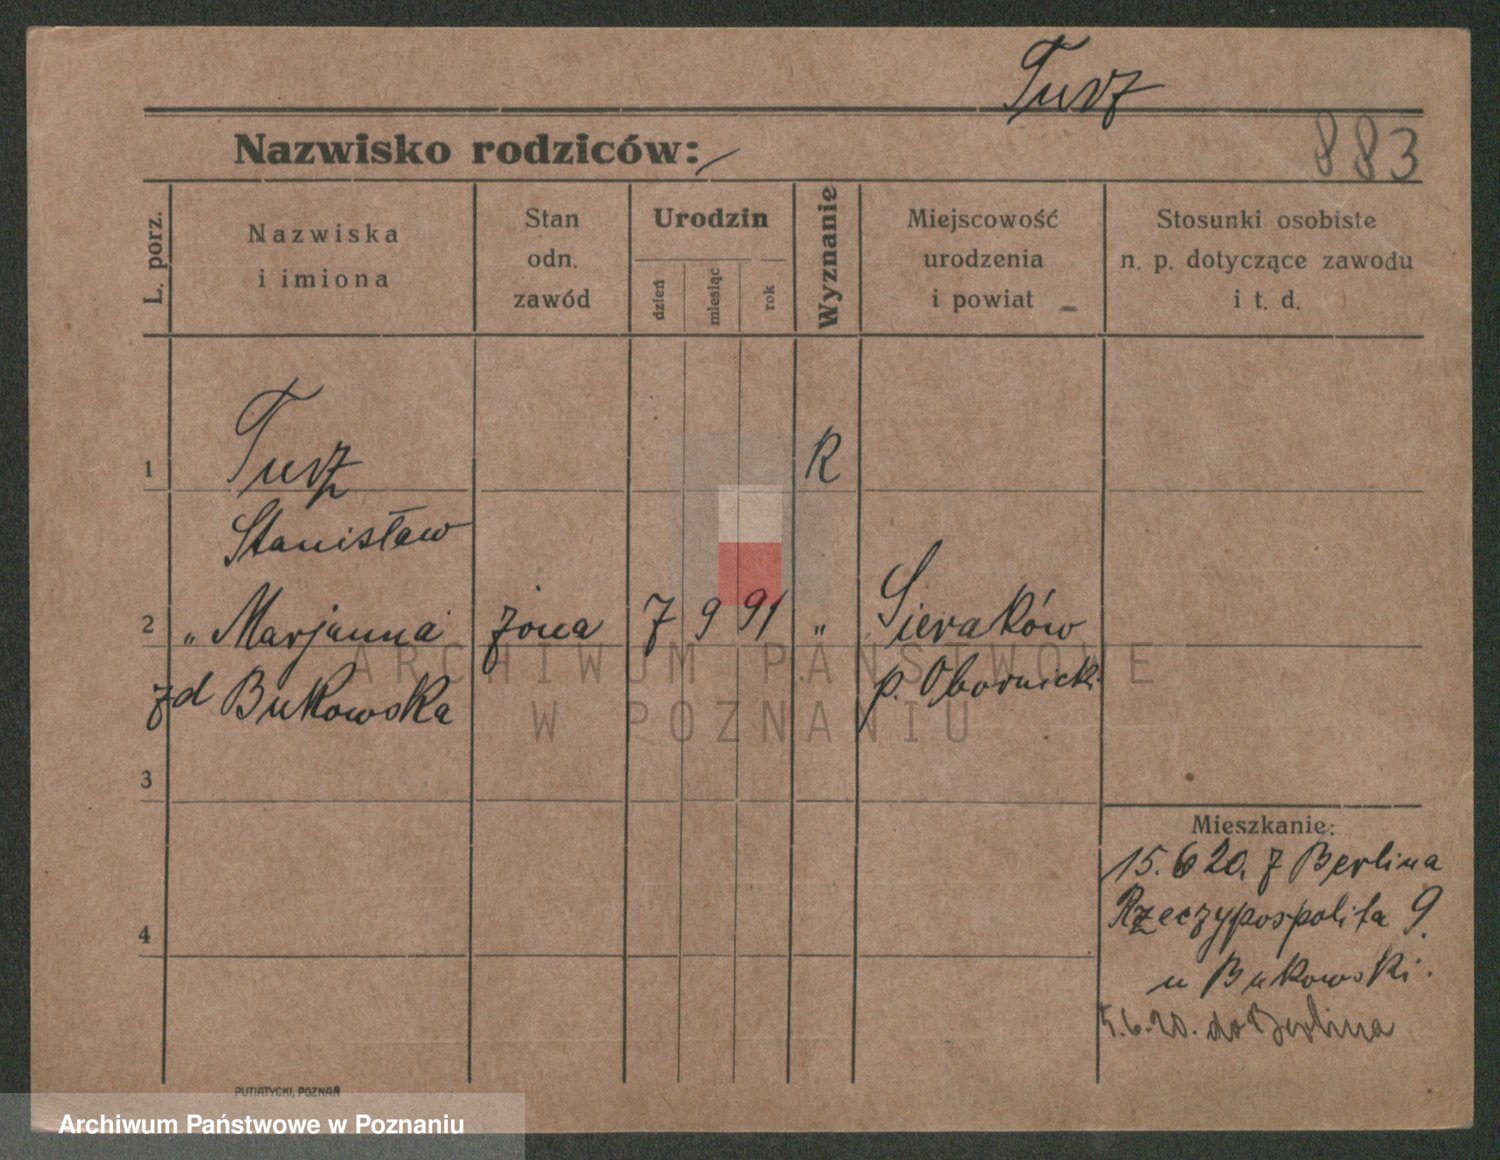 Tusz
Nazwisko rodziców:
883
L. porz.
Nazwiska
i imiona
Stan
odn.
zawód
Urodzin
dzień
miesiąc
rok
Wyznanie
Miejscowość
urodzenia
i powiat
Stosunki osobiste
n. p. dotyczące zawodu
i t. d.
1 Tusz R
Stanisław
2 „ Marjanna żona 7 9 91 „ Sieraków
zd Bukowska p. Obornicki
3
Mieszkanie:
15.6 20. z Berlina
Rzeczypospolita 9.
4
u Bukowski.
5.6.20. do Berlina
PUTIATYCKI, POZNAŃ
ARCHIWUM PAŃSTWOWE
W POZNANIU
Archiwum Państwowe w Poznaniu